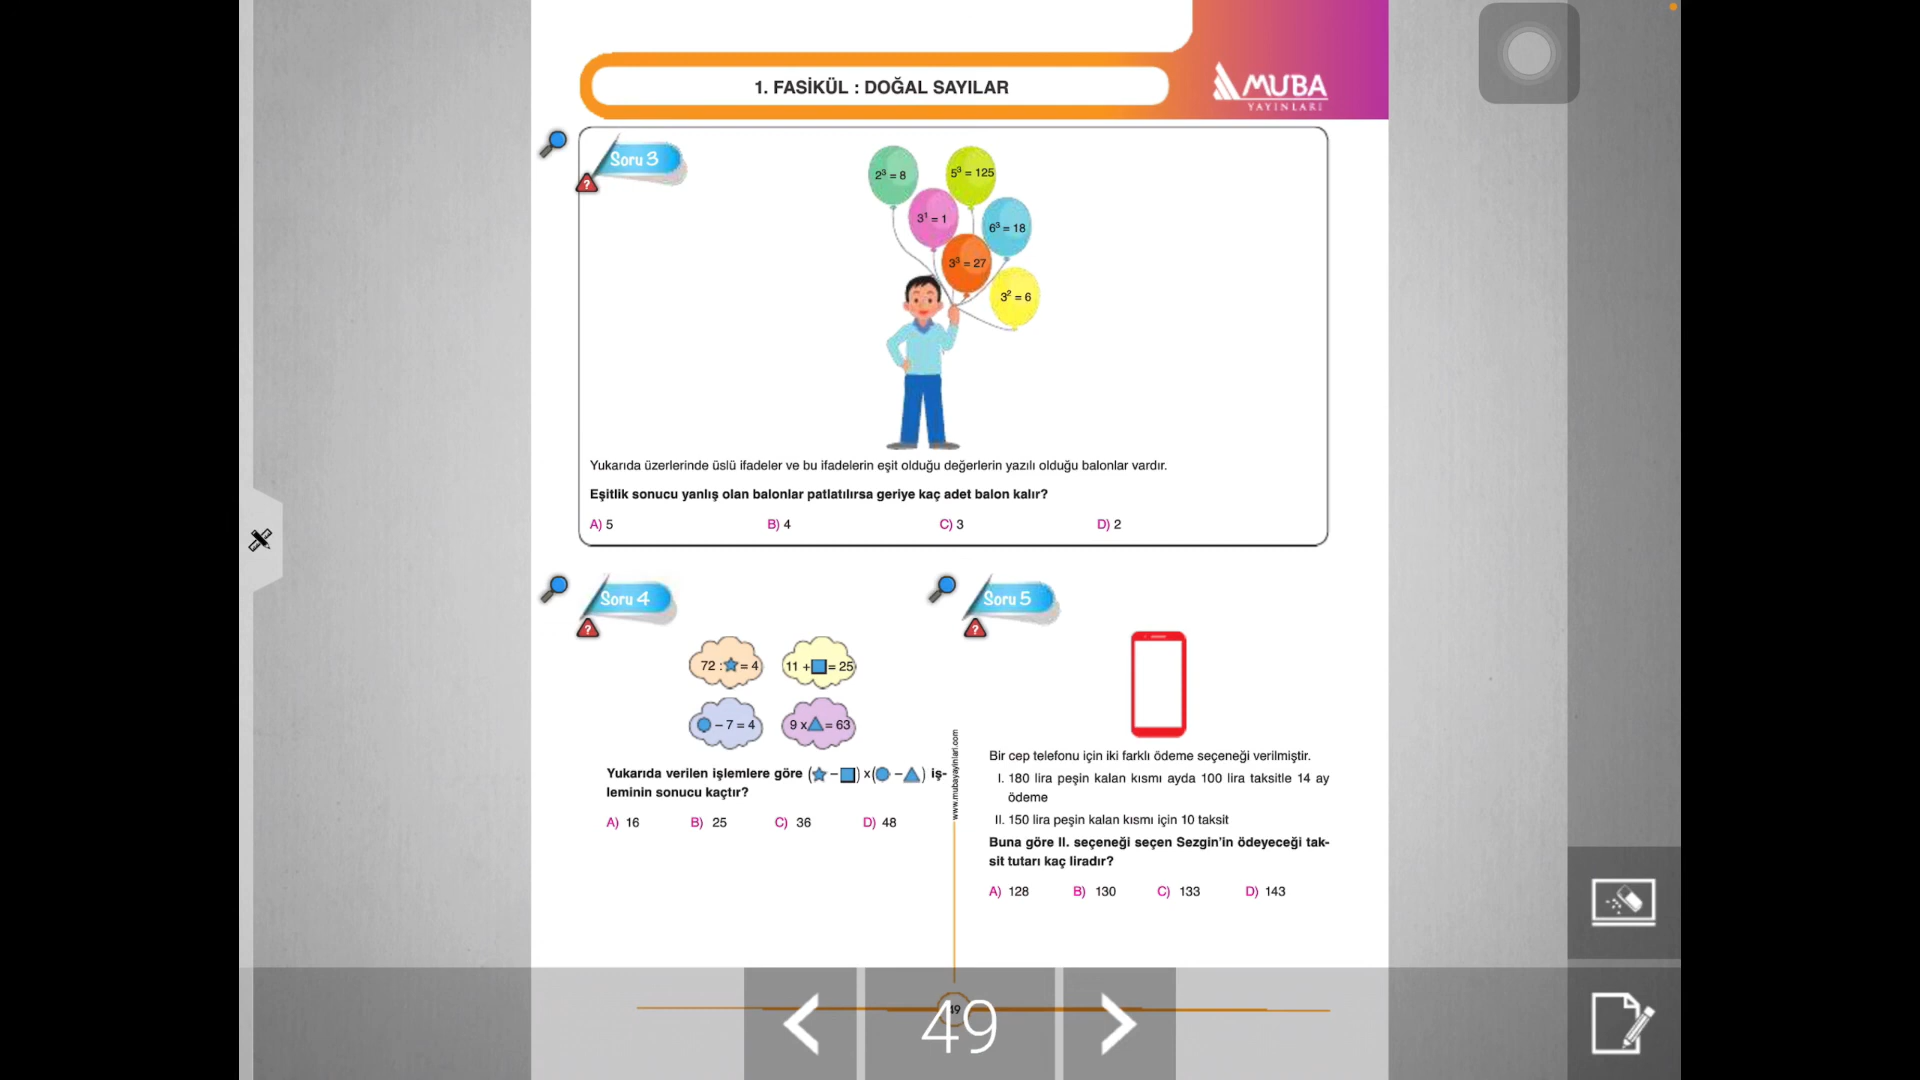 1. FASİKÜL : DOĞAL SAYILAR
MUBA
YAYINLARI
Soru 3
2³ = 8
5³ = 125
3¹ = 1
6³ = 18
3³ = 27
3² = 6
Yukarıda üzerlerinde üslü ifadeler ve bu ifadelerin eşit olduğu değerlerin yazılı olduğu balonlar vardır.
Eşitlik sonucu yanlış olan balonlar patlatılırsa geriye kaç adet balon kalır?
A) 5 B) 4 C) 3 D) 2
Soru 4
72 : ★ = 4
11 + ■ = 25
● – 7 = 4
9 x ▲ = 63
Yukarıda verilen işlemlere göre (★ – ■) x (● – ▲) iş-
leminin sonucu kaçtır?
A) 16 B) 25 C) 36 D) 48
www.mubayayinlari.com
Soru 5
Bir cep telefonu için iki farklı ödeme seçeneği verilmiştir.
I. 180 lira peşin kalan kısmı ayda 100 lira taksitle 14 ay
ödeme
II. 150 lira peşin kalan kısmı için 10 taksit
Buna göre II. seçeneği seçen Sezgin'in ödeyeceği tak-
sit tutarı kaç liradır?
A) 128 B) 130 C) 133 D) 143
49
49